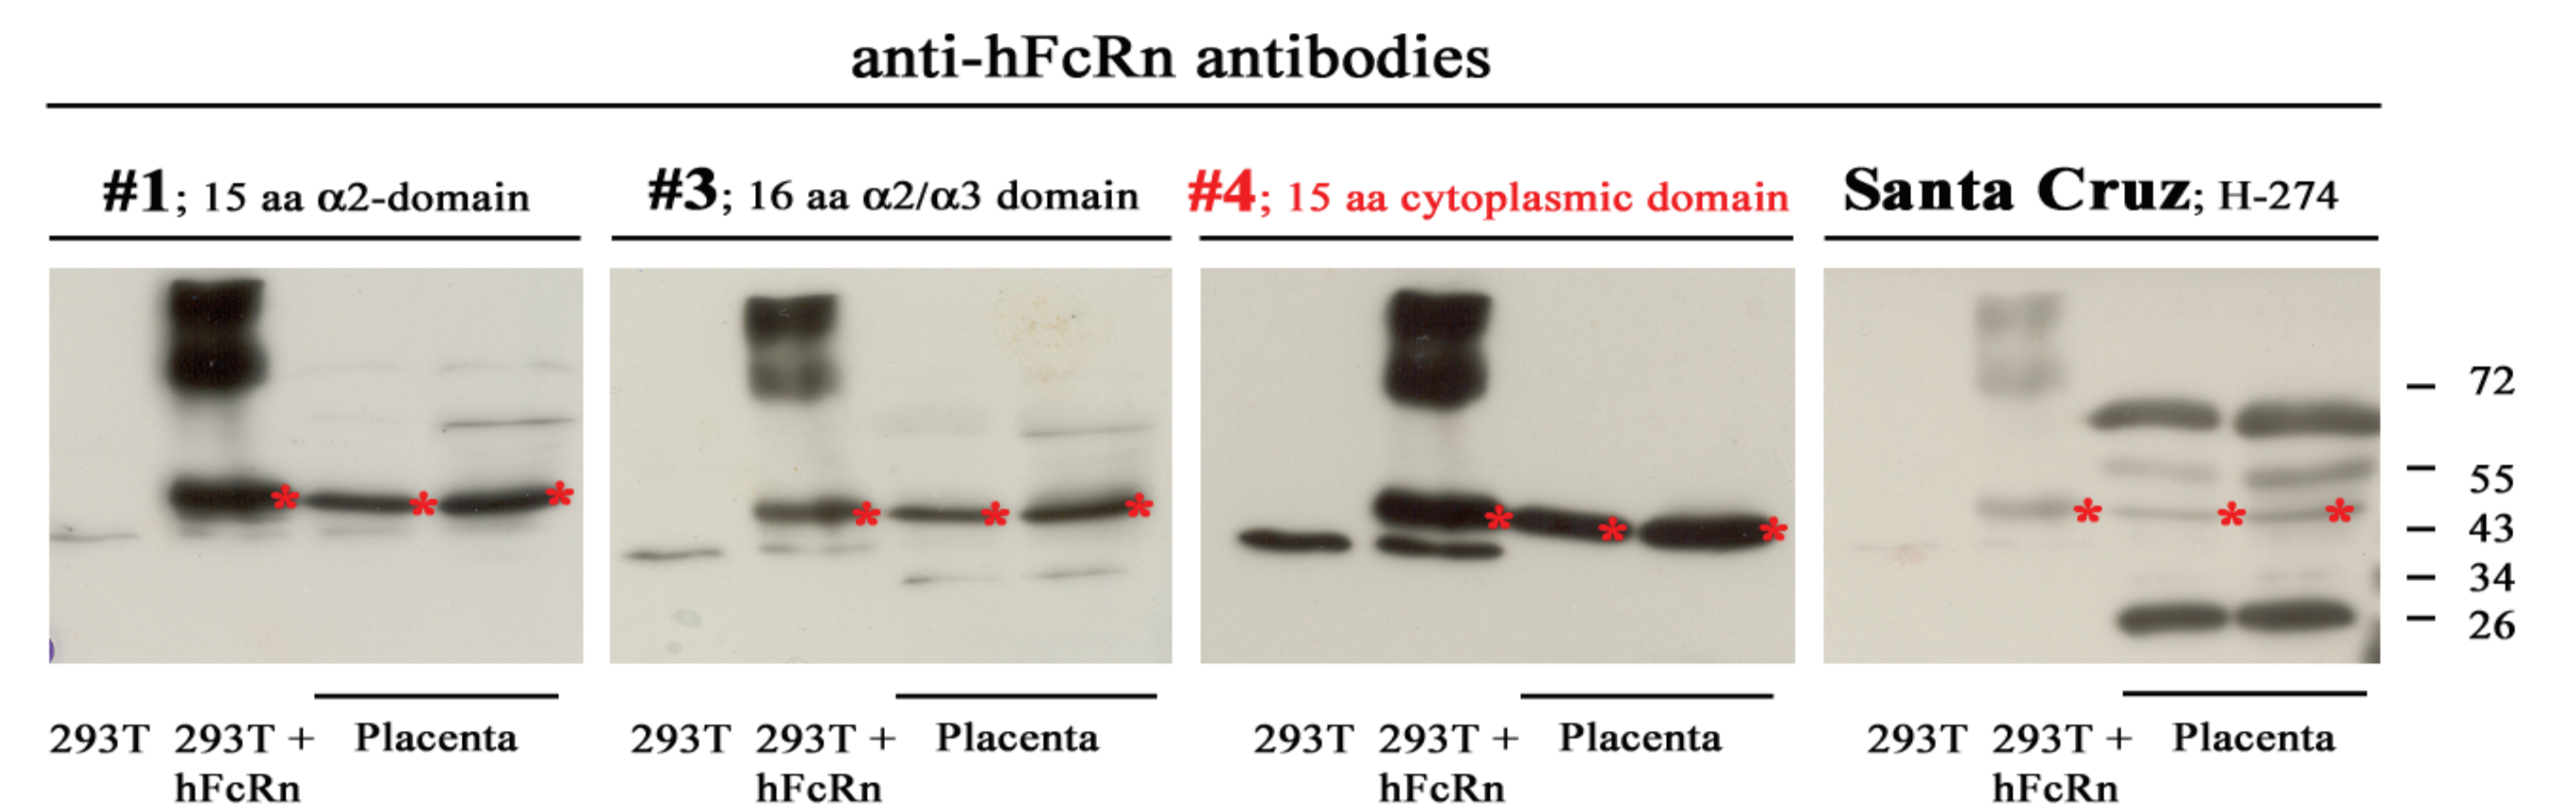 anti-hFcRn antibodies
#1; 15 aa α2-domain
#3; 16 aa α2/α3 domain
#4; 15 aa cytoplasmic domain
Santa Cruz; H-274
* * *
* * *
* * *
* * *
72
55
43
34
26
293T 293T + Placenta
hFcRn
293T 293T + Placenta
hFcRn
293T 293T + Placenta
hFcRn
293T 293T + Placenta
hFcRn